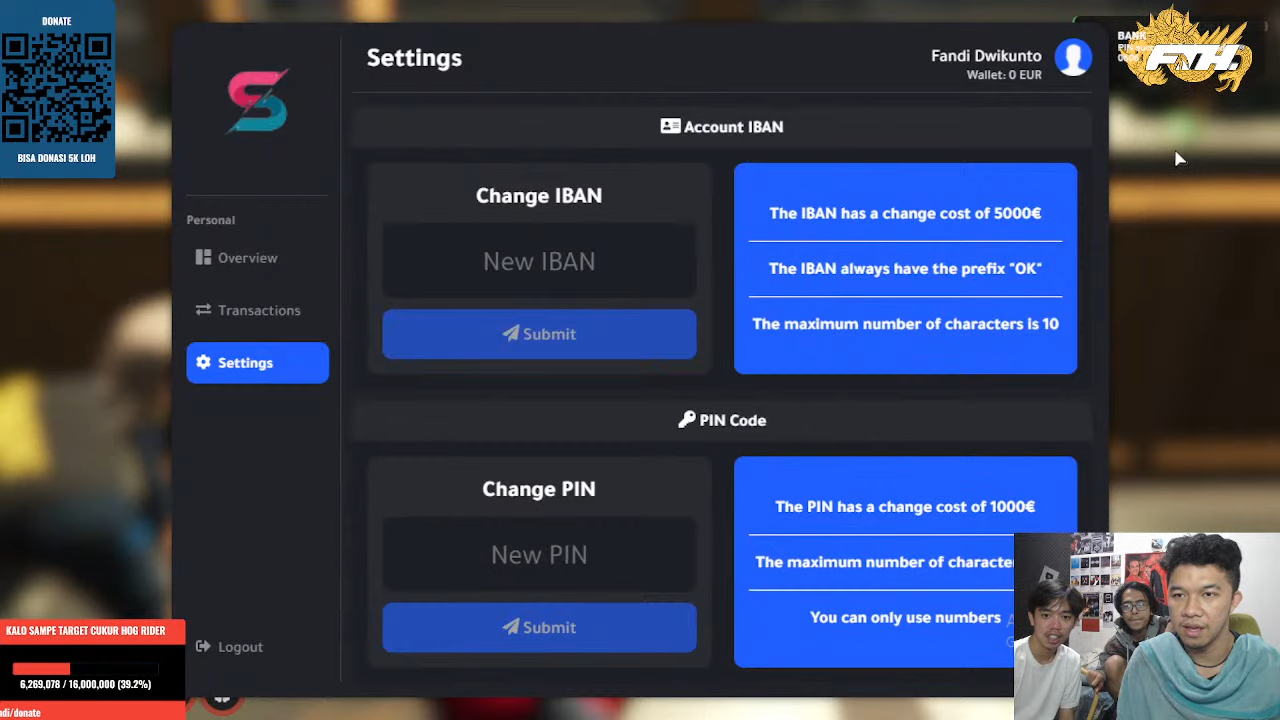 DONATE
BISA DONASI 5K LOH
Settings
Fandi Dwikunto
Wallet: 0 EUR
BANK
FTH.
Account IBAN
Personal
Overview
Transactions
Settings
Logout
Change IBAN
New IBAN
Submit
The IBAN has a change cost of 5000€
The IBAN always have the prefix "OK"
The maximum number of characters is 10
PIN Code
Change PIN
New PIN
Submit
The PIN has a change cost of 1000€
The maximum number of
You can only use numbers
KALO SAMPE TARGET CUKUR HOG RIDER
6,269,078 / 16,000,000 (39.2%)
ndi/donate